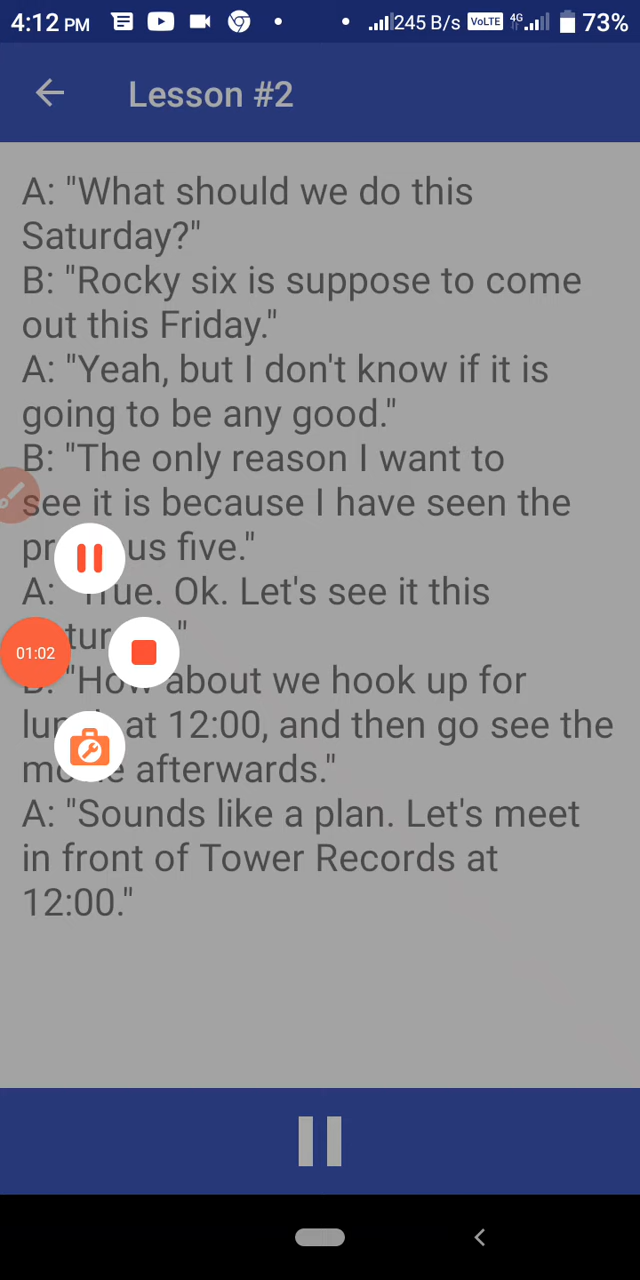 4:12 PM 245 B/s VoLTE 4G 73%
Lesson #2
A: "What should we do this
Saturday?"
B: "Rocky six is suppose to come
out this Friday."
A: "Yeah, but I don't know if it is
going to be any good."
B: "The only reason I want to
see it is because I have seen the
pr us five."
A: "True. Ok. Let's see it this
tur "
01:02
B: "How about we hook up for
at 12:00, and then go see the
movie afterwards."
A: "Sounds like a plan. Let's meet
in front of Tower Records at
12:00."